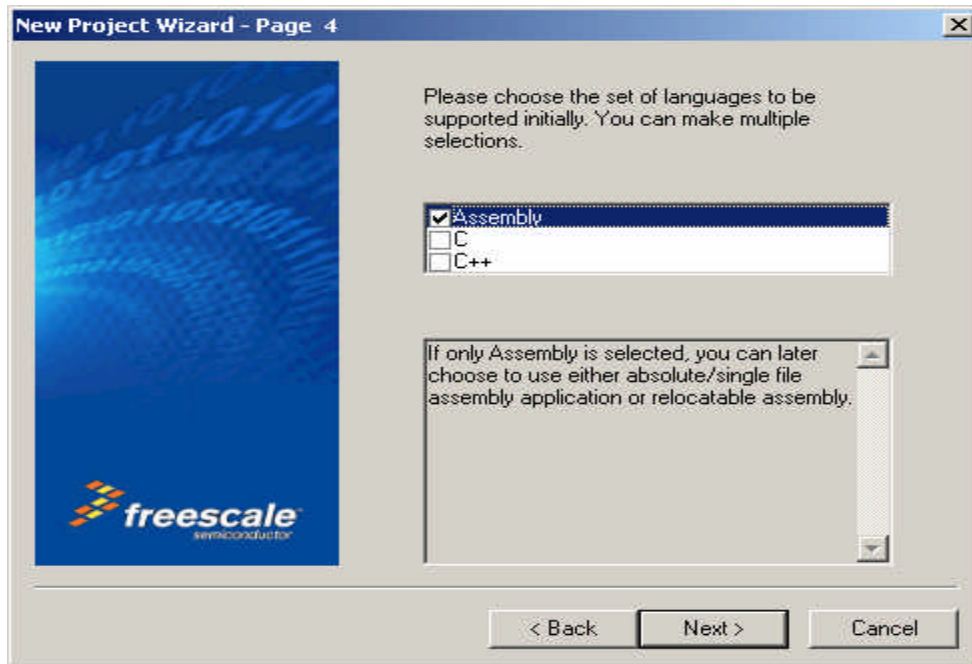 New Project Wizard - Page 4
Please choose the set of languages to be
supported initially. You can make multiple
selections.
Assembly
C
C++
If only Assembly is selected, you can later
choose to use either absolute/single file
assembly application or relocatable assembly.
freescale
semiconductor
< Back
Next >
Cancel